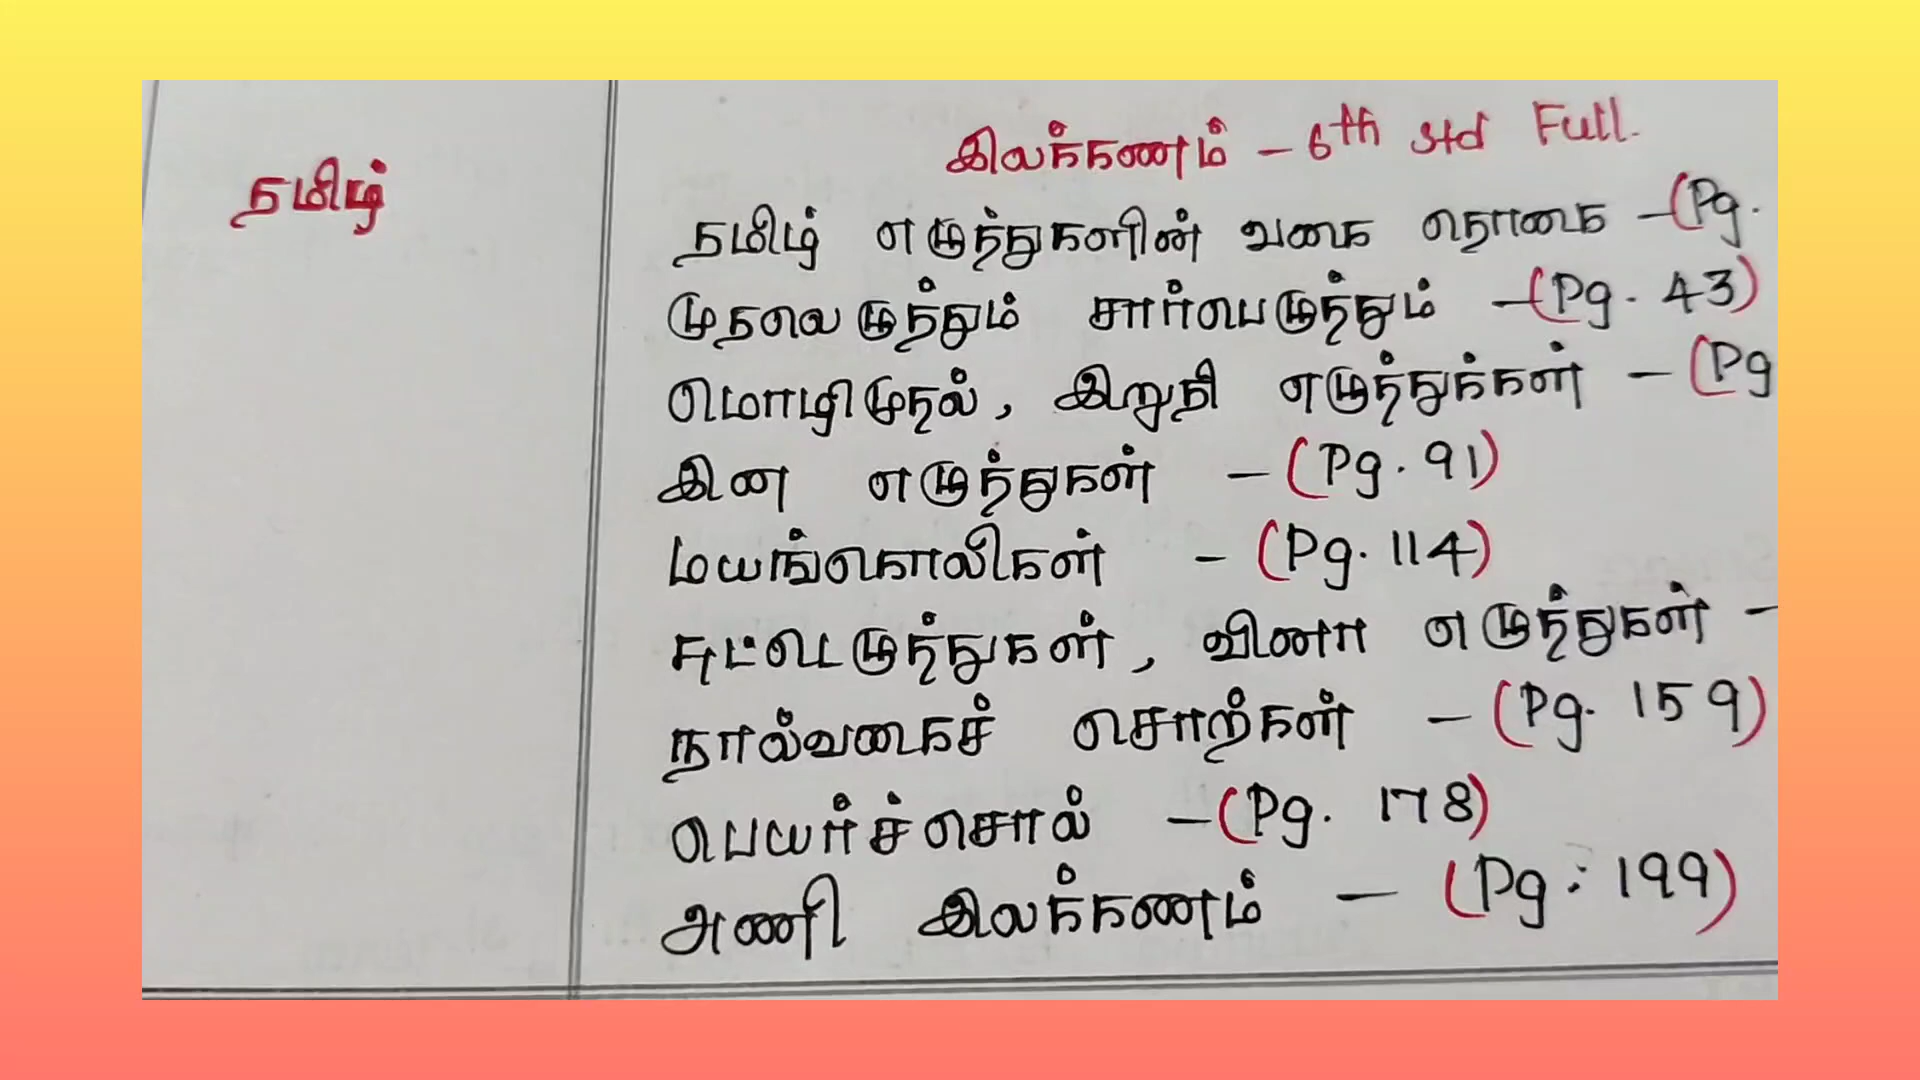 தமிழ்
இலக்கணம் – 6th std Full.
தமிழ் எழுத்துகளின் வகை தொகை – (Pg.
முதலெழுத்தும் சார்பெழுத்தும் – (Pg. 43)
மொழிமுதல், இறுதி எழுத்துக்கள் – (Pg
இன எழுத்துகள் – (Pg. 91)
மயங்கொலிகள் – (Pg. 114)
சுட்டெழுத்துகள், வினா எழுத்துகள் –
நால்வகைச் சொற்கள் – (Pg. 159)
பெயர்ச்சொல் – (Pg. 178)
அணி இலக்கணம் – (Pg: 199)